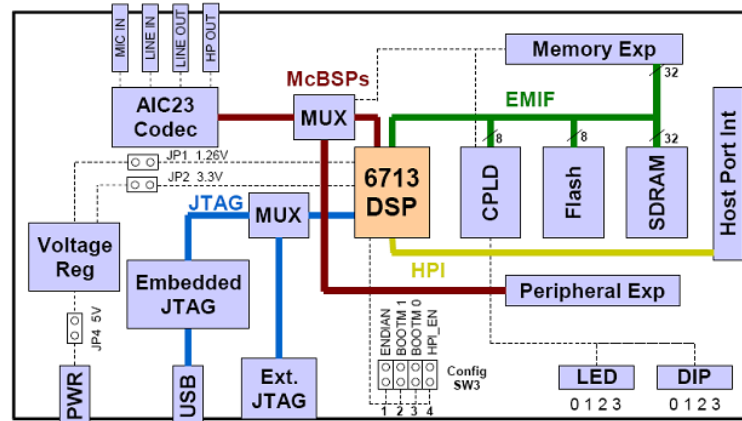 MIC IN
LINE IN
LINE OUT
HP OUT
Memory Exp
32
McBSPs
AIC23
Codec
MUX
EMIF
8
8
32
Host Port Int
JP1 1.26V
JP2 3.3V
6713
DSP
CPLD
Flash
SDRAM
JTAG
MUX
Voltage
Reg
HPI
Embedded
JTAG
Peripheral Exp
JP4 5V
ENDIAN
BOOTM 1
BOOTM 0
HPI_EN
Config
SW3
1 2 3 4
PWR
USB
Ext.
JTAG
LED
DIP
0 1 2 3
0 1 2 3